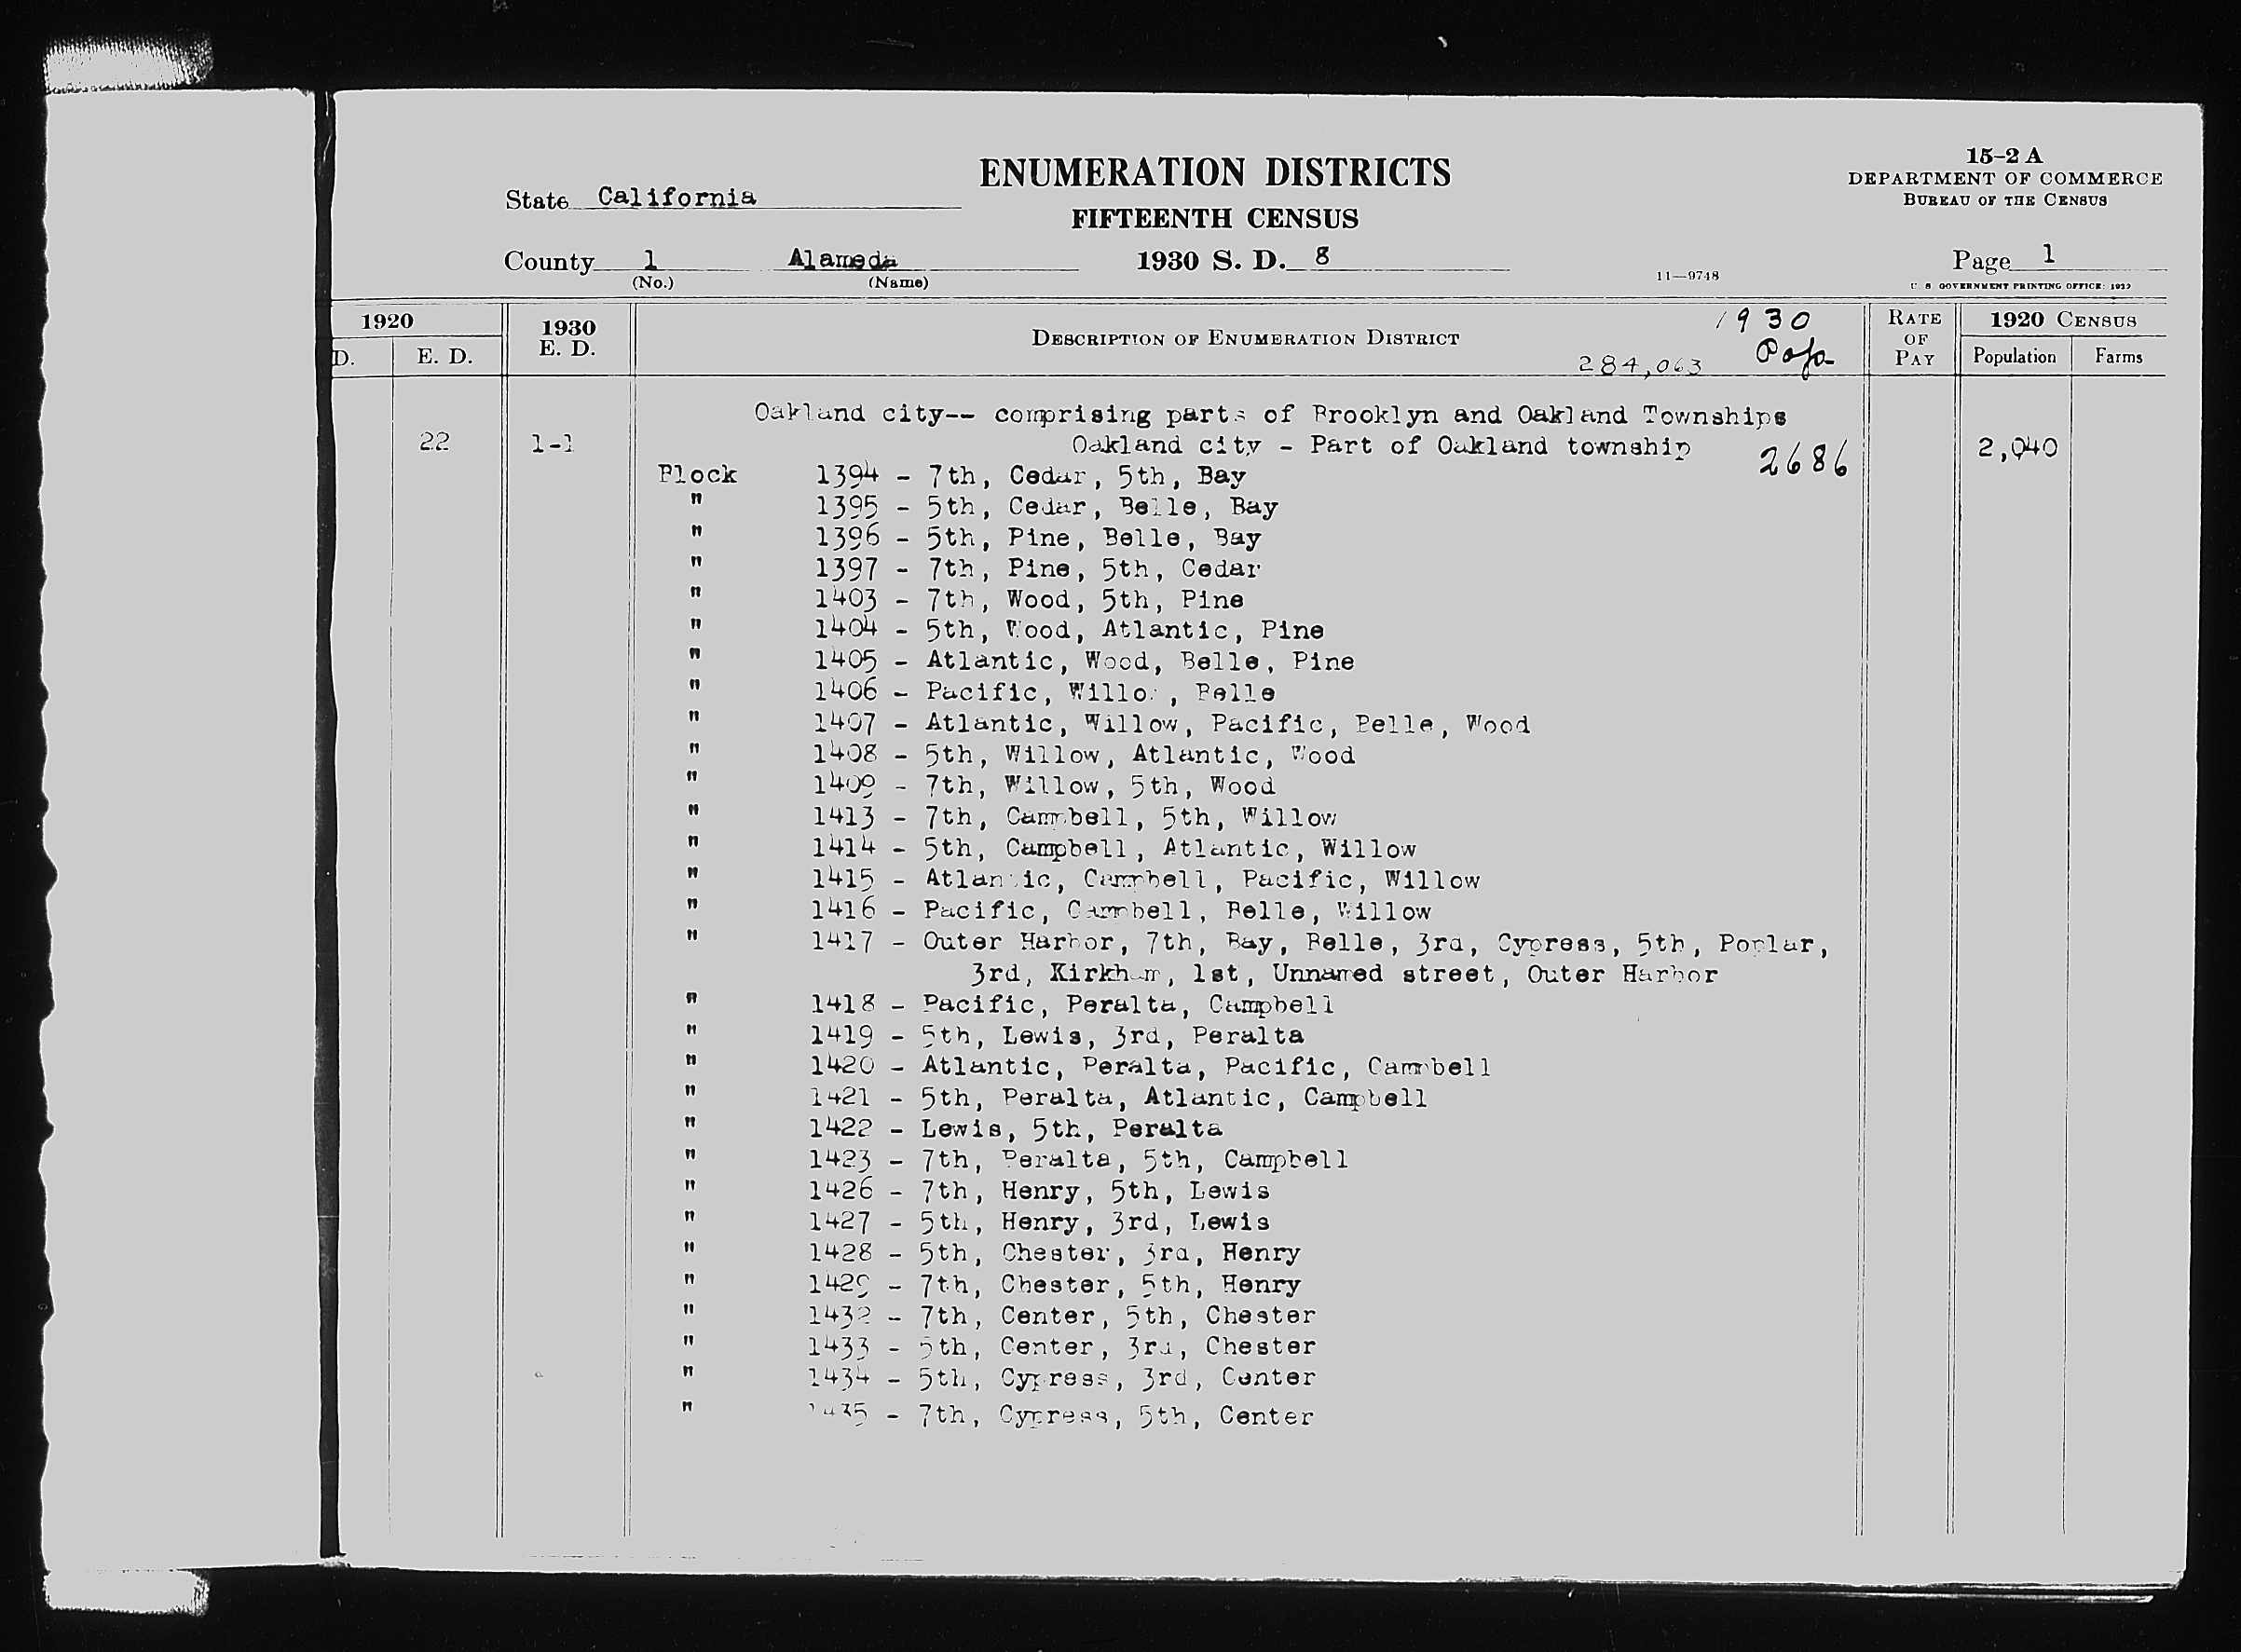 15-2 A
ENUMERATION DISTRICTS
DEPARTMENT OF COMMERCE
State California
BUREAU OF THE CENSUS
FIFTEENTH CENSUS
County 1 Alameda
1930 S. D. 8
Page 1
(No.) (Name)
11—9748
U. S. GOVERNMENT PRINTING OFFICE:
1920
1930
E. D.
DESCRIPTION OF ENUMERATION DISTRICT
1930
Pop
284,063
RATE
OF
PAY
1920 CENSUS
D. E. D.
Population Farms
Oakland city-- comprising parts of Brooklyn and Oakland Townships
22 1-1 Oakland city - Part of Oakland township 2686 2,040
Block 1394 - 7th, Cedar, 5th, Bay
" 1395 - 5th, Cedar, Belle, Bay
" 1396 - 5th, Pine, Belle, Bay
" 1397 - 7th, Pine, 5th, Cedar
" 1403 - 7th, Wood, 5th, Pine
" 1404 - 5th, Wood, Atlantic, Pine
" 1405 - Atlantic, Wood, Belle, Pine
" 1406 - Pacific, Willow, Belle
" 1407 - Atlantic, Willow, Pacific, Belle, Wood
" 1408 - 5th, Willow, Atlantic, Wood
" 1409 - 7th, Willow, 5th, Wood
" 1413 - 7th, Campbell, 5th, Willow
" 1414 - 5th, Campbell, Atlantic, Willow
" 1415 - Atlantic, Campbell, Pacific, Willow
" 1416 - Pacific, Campbell, Belle, Willow
" 1417 - Outer Harbor, 7th, Bay, Belle, 3rd, Cypress, 5th, Poplar,
3rd, Kirkham, 1st, Unnamed street, Outer Harbor
" 1418 - Pacific, Peralta, Campbell
" 1419 - 5th, Lewis, 3rd, Peralta
" 1420 - Atlantic, Peralta, Pacific, Campbell
" 1421 - 5th, Peralta, Atlantic, Campbell
" 1422 - Lewis, 5th, Peralta
" 1423 - 7th, Peralta, 5th, Campbell
" 1426 - 7th, Henry, 5th, Lewis
" 1427 - 5th, Henry, 3rd, Lewis
" 1428 - 5th, Chester, 3rd, Henry
" 1429 - 7th, Chester, 5th, Henry
" 1432 - 7th, Center, 5th, Chester
" 1433 - 5th, Center, 3rd, Chester
" 1434 - 5th, Cypress, 3rd, Center
" 1435 - 7th, Cypress, 5th, Center